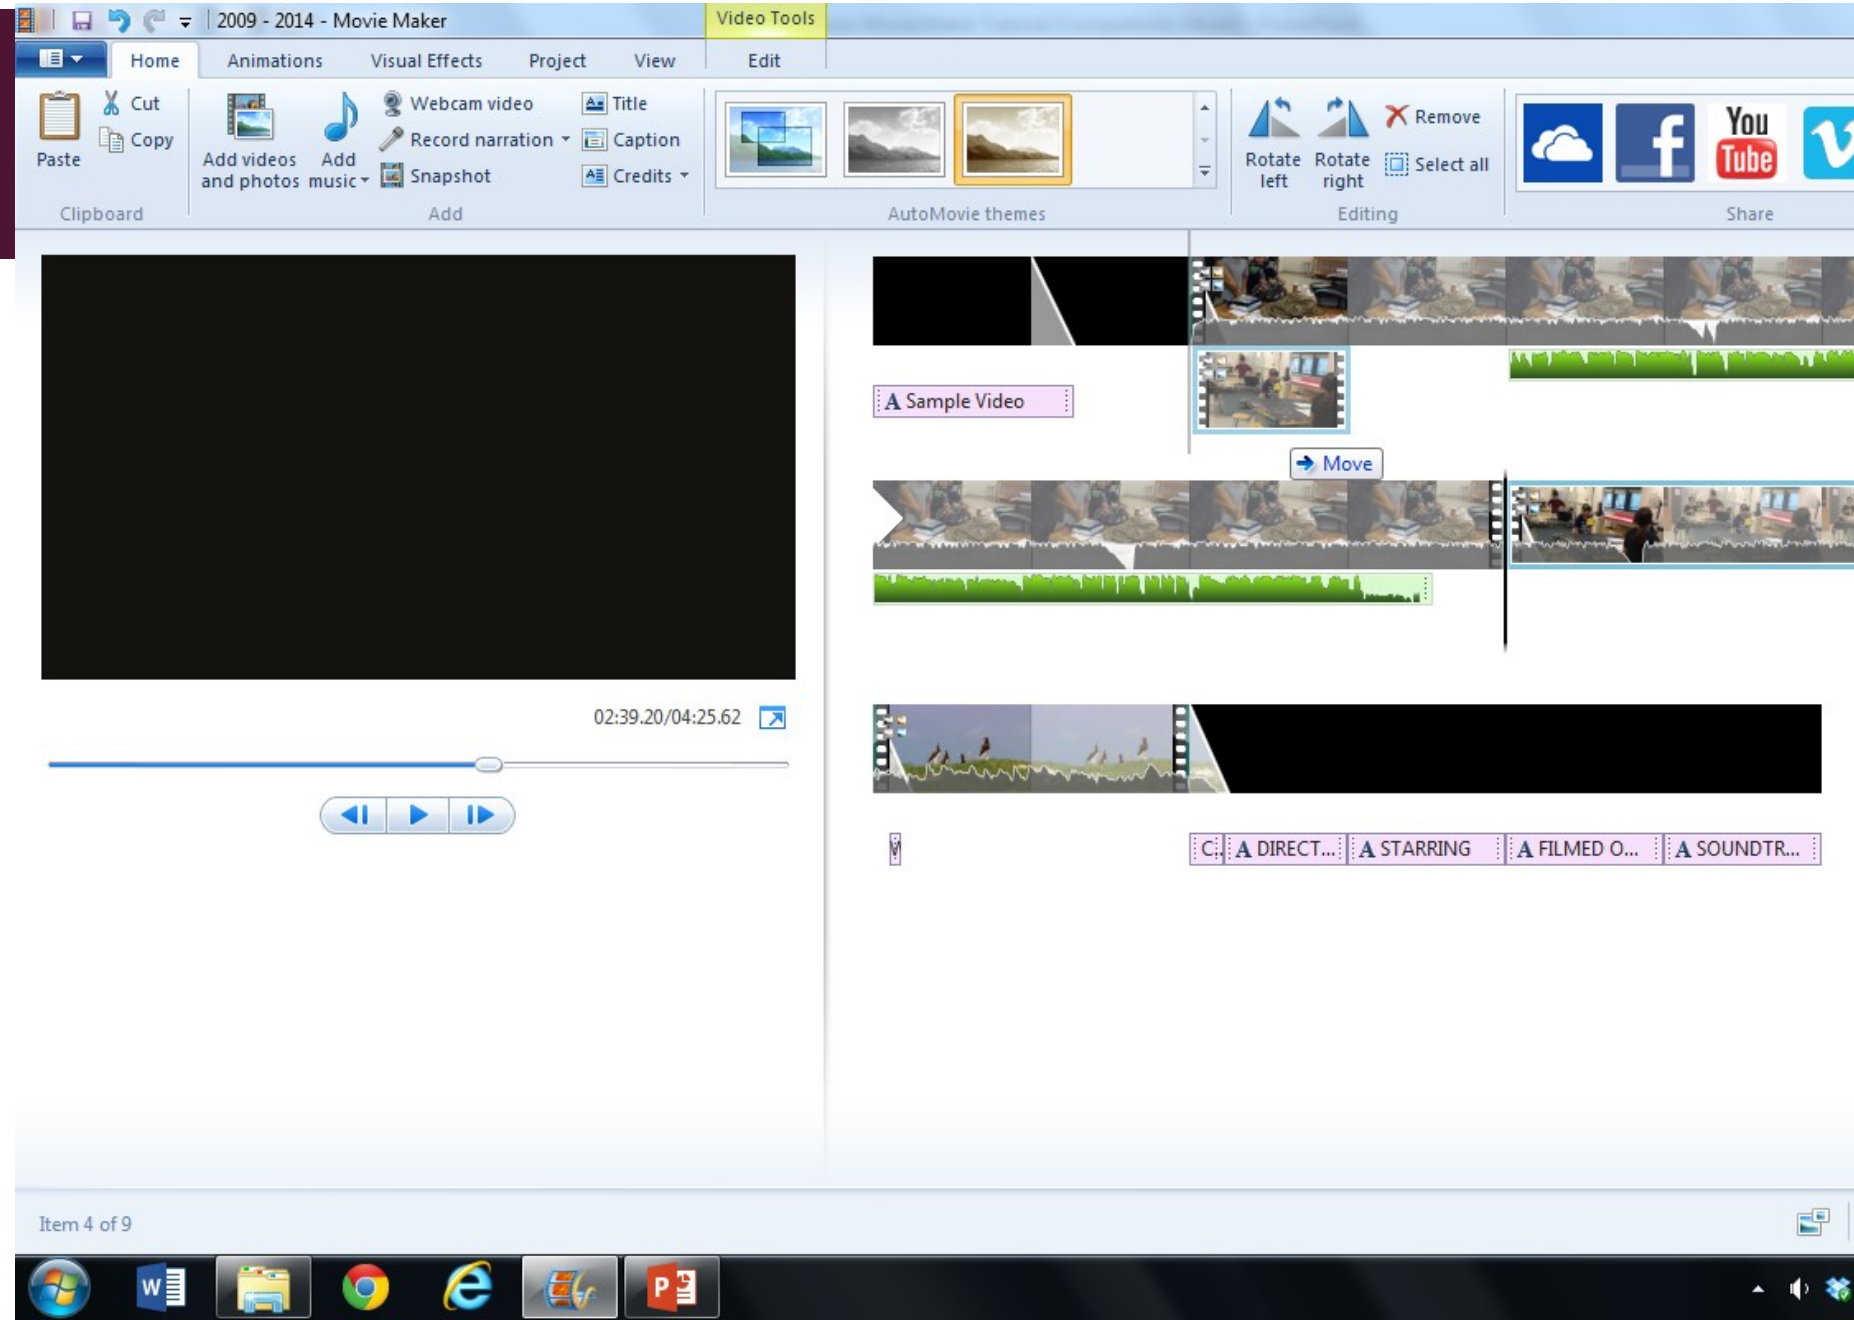 2009 - 2014 - Movie Maker
Video Tools
Home Animations Visual Effects Project View Edit
Paste
Cut
Copy
Clipboard
Add videos and photos
Add music
Webcam video
Record narration
Snapshot
Title
Caption
Credits
Add
AutoMovie themes
Rotate left
Rotate right
Remove
Select all
Editing
f
You
Tube
Share
A Sample Video
Move
02:39.20/04:25.62
C..
A DIRECT...
A STARRING
A FILMED O...
A SOUNDTR...
Item 4 of 9
W
P